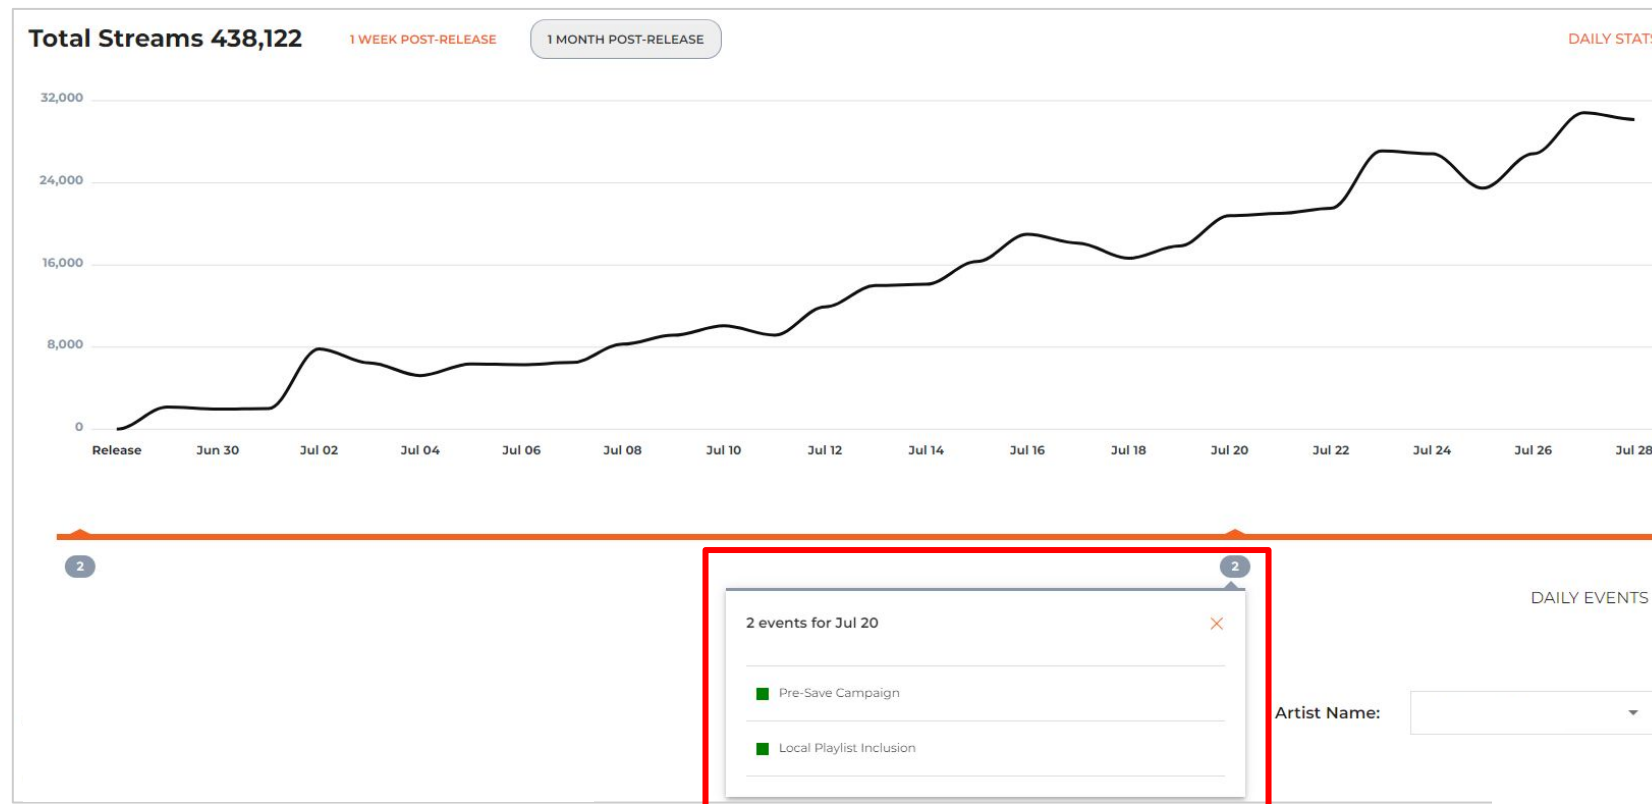 Total Streams 438,122 1 WEEK POST-RELEASE 1 MONTH POST-RELEASE DAILY STATS
32,000
24,000
16,000
8,000
0
Release Jun 30 Jul 02 Jul 04 Jul 06 Jul 08 Jul 10 Jul 12 Jul 14 Jul 16 Jul 18 Jul 20 Jul 22 Jul 24 Jul 26 Jul 28
2 2
DAILY EVENTS
2 events for Jul 20
Pre-Save Campaign
Artist Name:
Local Playlist Inclusion